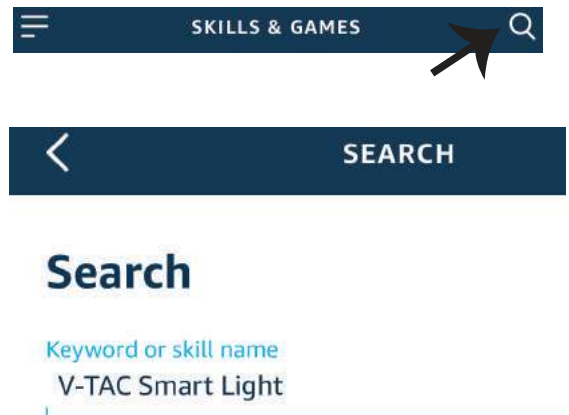 SKILLS & GAMES
SEARCH
Search
Keyword or skill name
V-TAC Smart Light